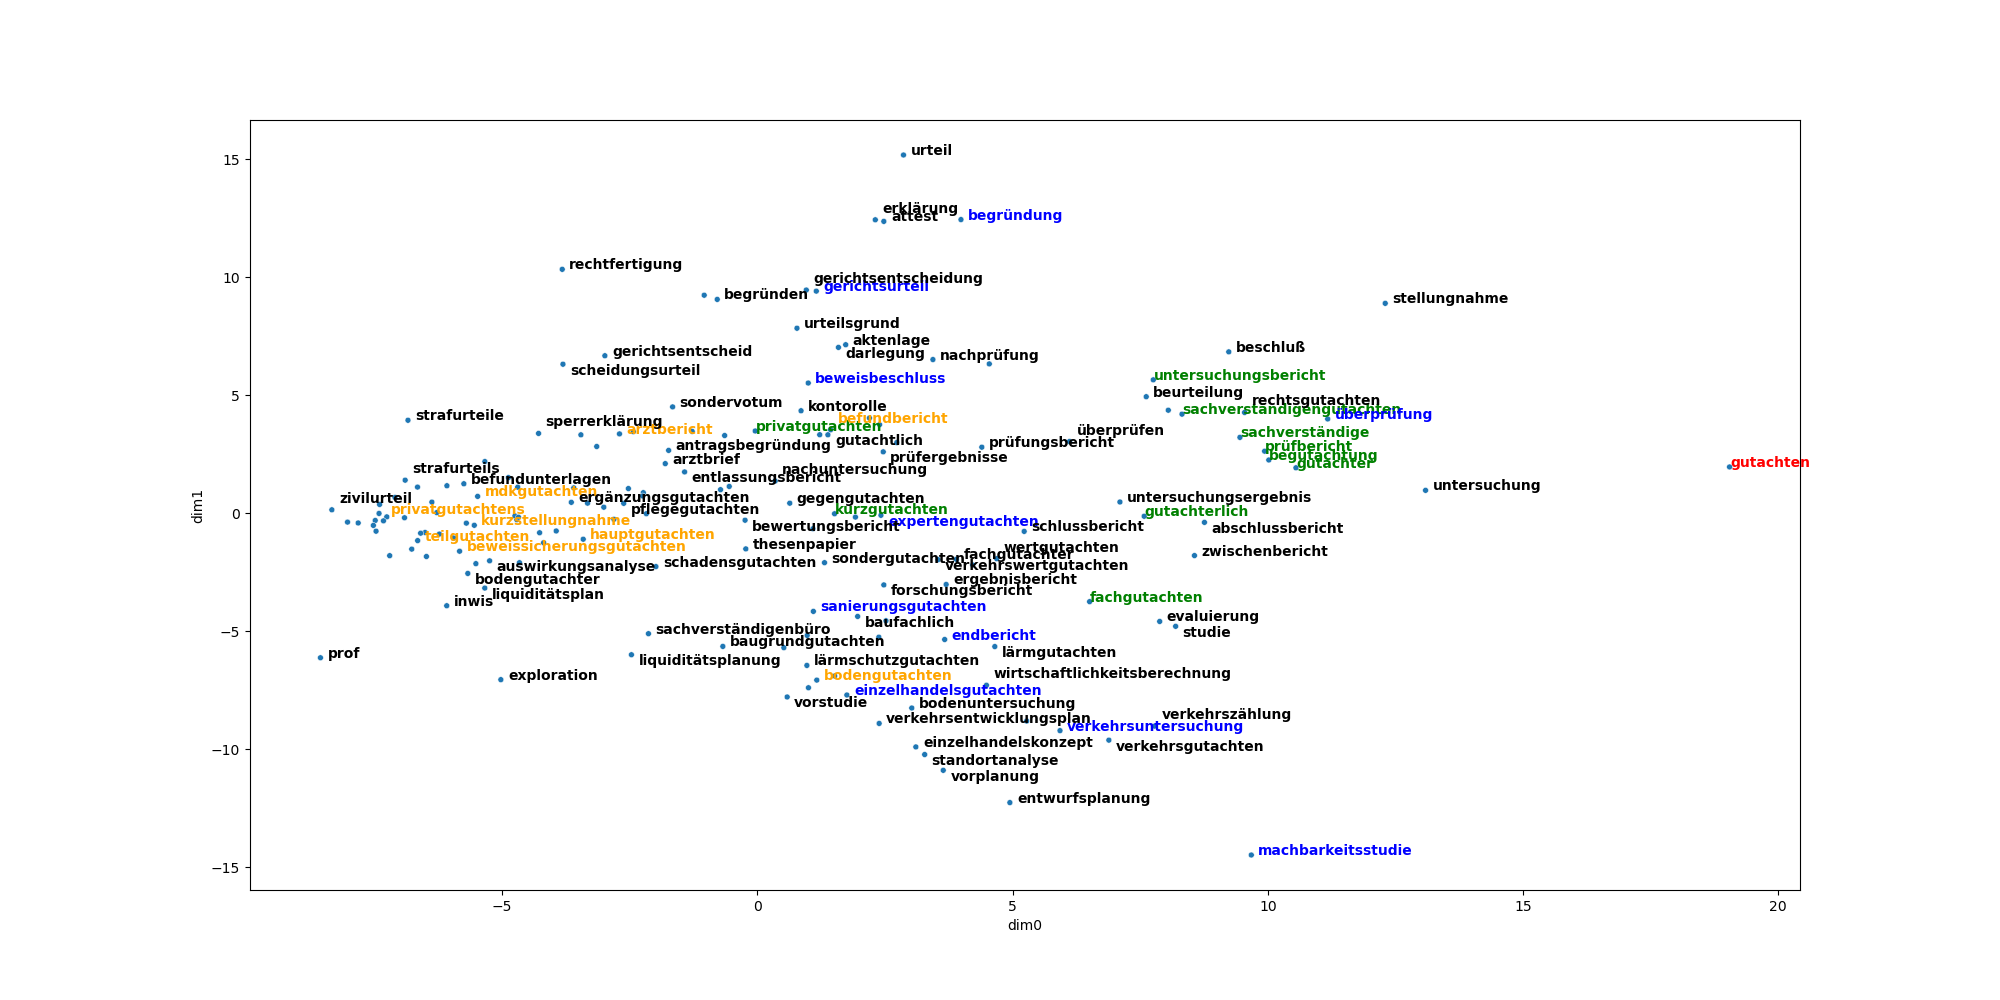 urteil
erklärung
attest
begründung
rechtfertigung
gerichtsentscheidung
gerichtsurteil
begründen
stellungnahme
urteilsgrund
aktenlage
darlegung
nachprüfung
beschluß
gerichtsentscheid
scheidungsurteil
untersuchungsbericht
beweisbeschluss
beurteilung
rechtsgutachten
sondervotum
kontorolle
sachverständigengutachten
überprüfung
strafurteile
sperrerklärung
befundbericht
arztbericht
privatgutachten
überprüfen
sachverständige
antragsbegründung
gutachtlich
prüfungsbericht
prüfbericht
arztbrief
prüfergebnisse
begutachtung
gutachter
gutachten
strafurteils
nachuntersuchung
befundunterlagen
entlassungsbericht
untersuchung
mdkgutachten
zivilurteil
ergänzungsgutachten
gegengutachten
untersuchungsergebnis
privatgutachtens
pflegegutachten
kurzgutachten
gutachterlich
kurzstellungnahme
expertengutachten
bewertungsbericht
schlussbericht
abschlussbericht
teilgutachten
hauptgutachten
beweissicherungsgutachten
thesenpapier
wertgutachten
zwischenbericht
auswirkungsanalyse
schadensgutachten
sondergutachten
fachgutachter
verkehrswertgutachten
bodengutachter
ergebnisbericht
liquiditätsplan
forschungsbericht
inwis
fachgutachten
sanierungsgutachten
baufachlich
evaluierung
studie
sachverständigenbüro
endbericht
baugrundgutachten
prof
liquiditätsplanung
lärmschutzgutachten
lärmgutachten
exploration
bodengutachten
wirtschaftlichkeitsberechnung
einzelhandelsgutachten
vorstudie
bodenuntersuchung
verkehrsentwicklungsplan
verkehrszählung
verkehrsuntersuchung
einzelhandelskonzept
verkehrsgutachten
standortanalyse
vorplanung
entwurfsplanung
machbarkeitsstudie
15
10
5
0
−5
−10
−15
dim1
−5
0
5
10
15
20
dim0